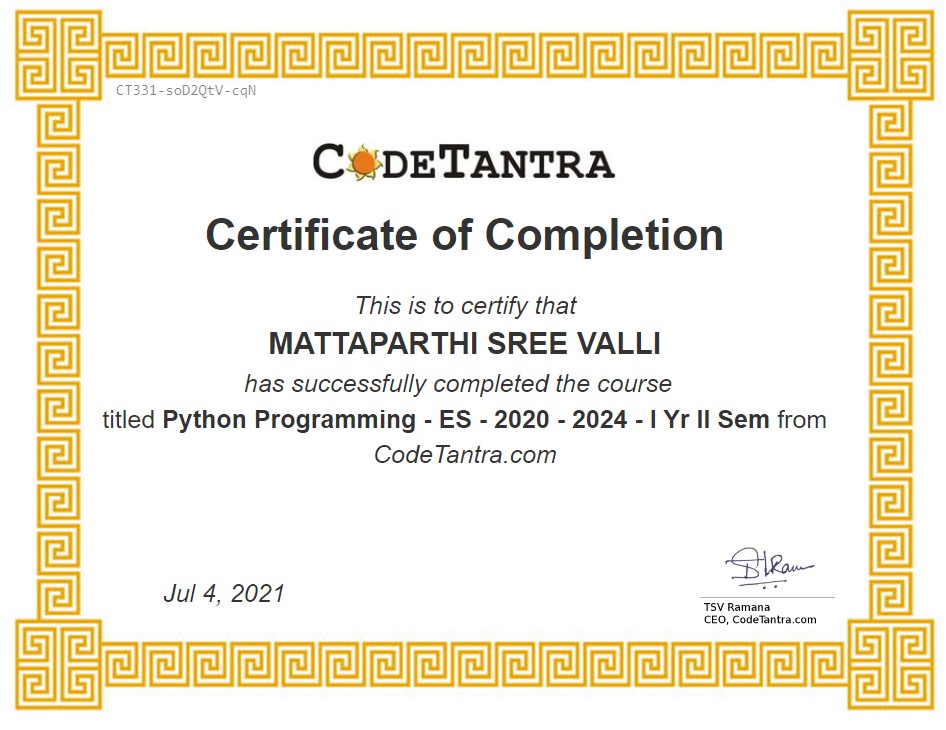 CT331-soD2QtV-cqN
CODETANTRA
Certificate of Completion
This is to certify that
MATTAPARTHI SREE VALLI
has successfully completed the course
titled Python Programming - ES - 2020 - 2024 - I Yr II Sem from
CodeTantra.com
Jul 4, 2021
TSV Ramana
CEO, CodeTantra.com